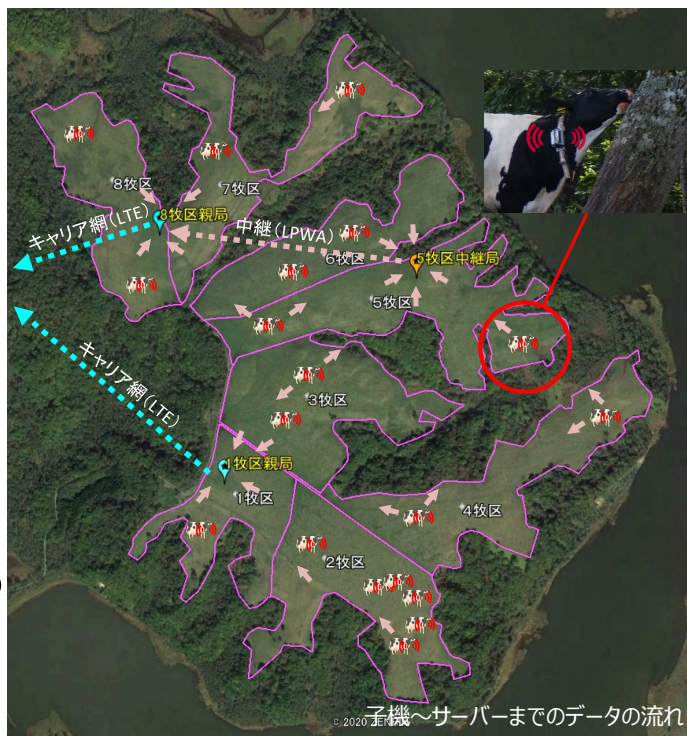 8牧区
7牧区
8牧区親局
キャリア網(LTE)
中継(LPWA)
6牧区
5牧区中継局
5牧区
キャリア網(LTE)
3牧区
1牧区親局
1牧区
4牧区
2牧区
子機～サーバーまでのデータの流れ
© 2020